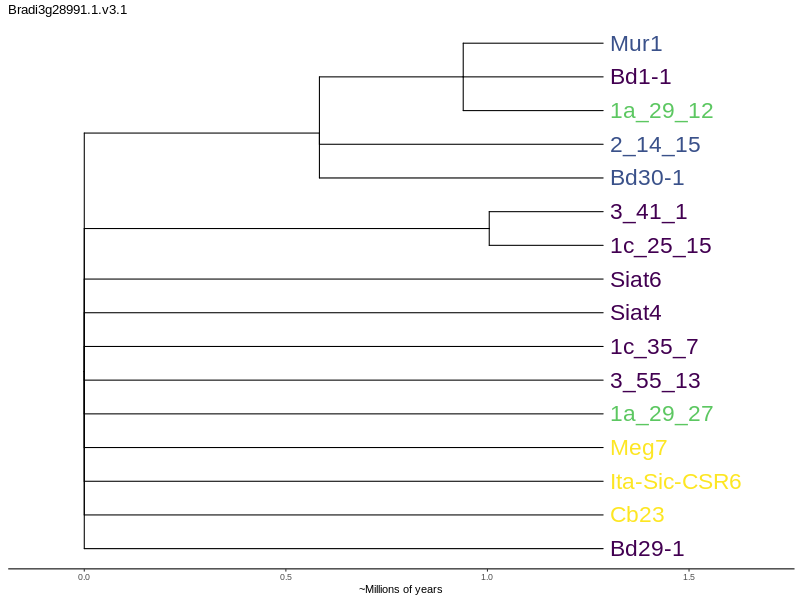 Bradi3g28991.1.v3.1
Mur1
Bd1-1
1a_29_12
2_14_15
Bd30-1
3_41_1
1c_25_15
Siat6
Siat4
1c_35_7
3_55_13
1a_29_27
Meg7
Ita-Sic-CSR6
Cb23
Bd29-1
0.0 0.5 1.0 1.5
~Millions of years